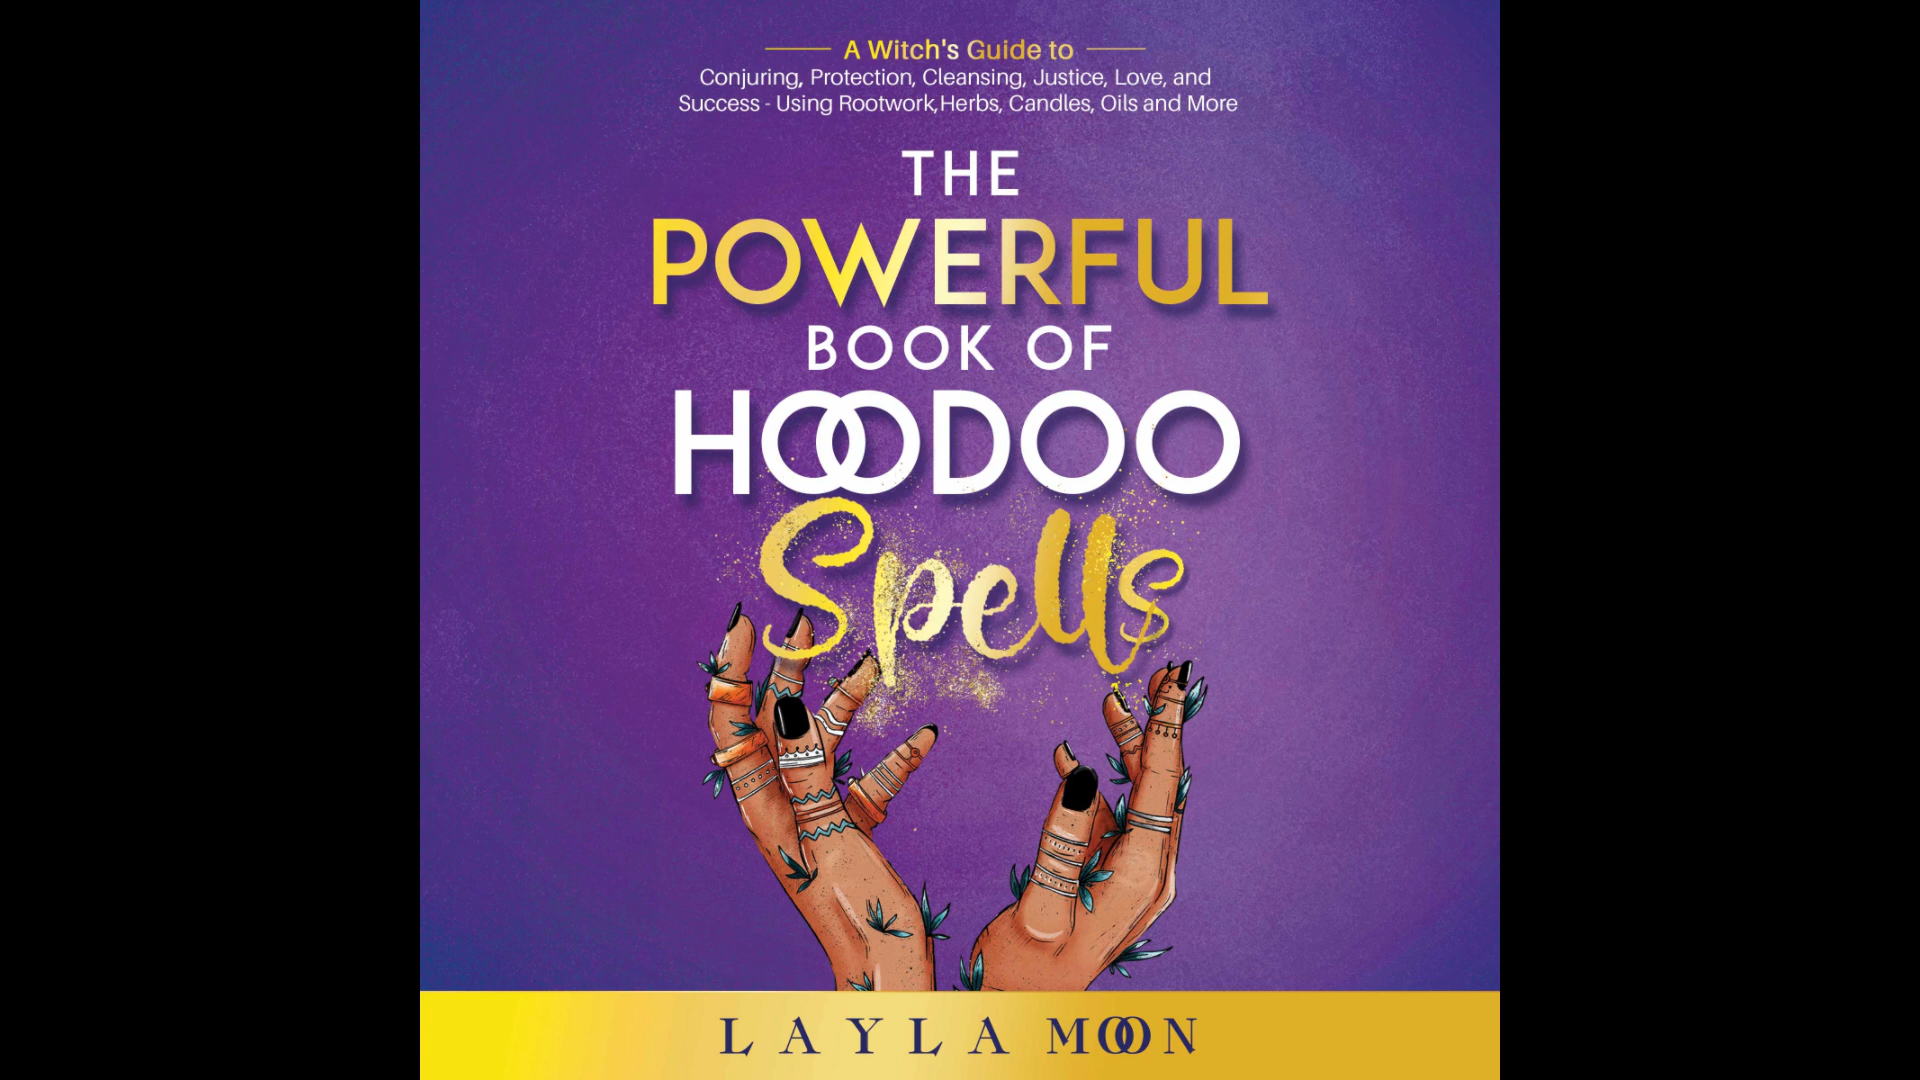 A Witch's Guide to
Conjuring, Protection, Cleansing, Justice, Love, and
Success - Using Rootwork, Herbs, Candles, Oils and More
THE
POWERFUL
BOOK OF
HOODOO
Spells
LAYLA MOON